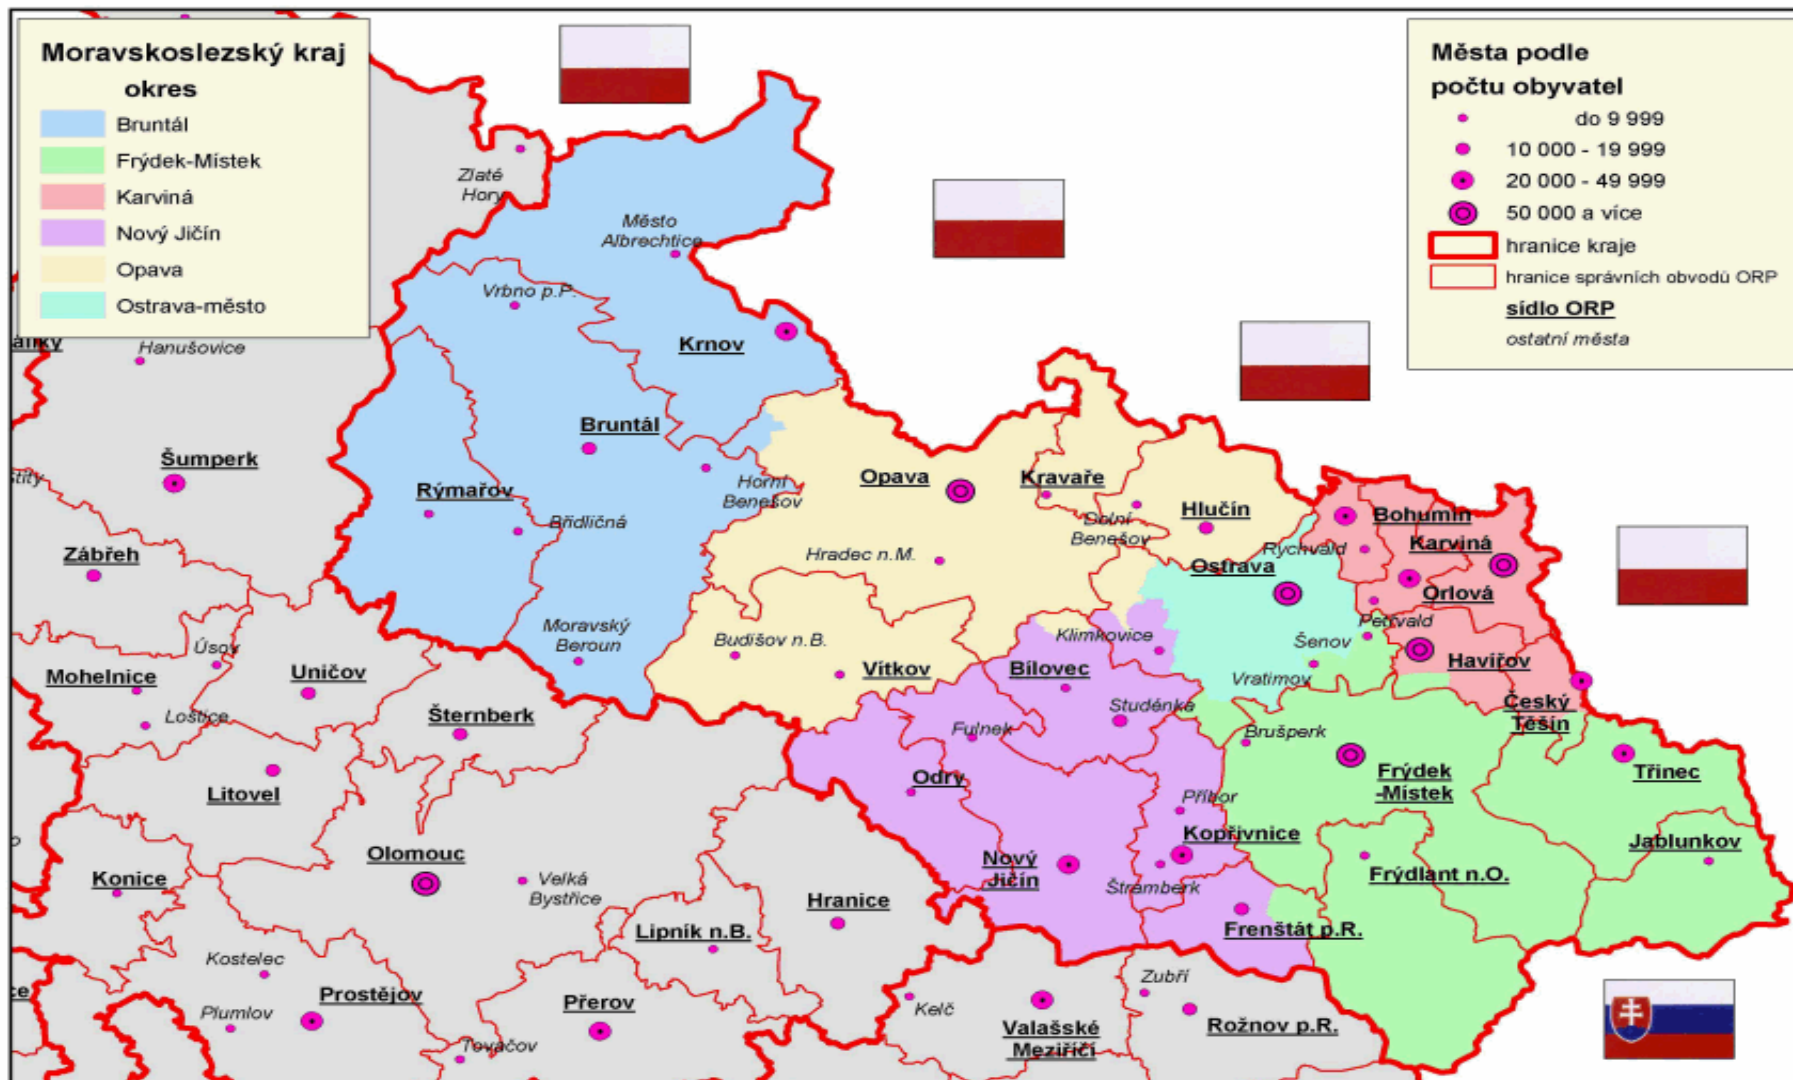 Moravskoslezský kraj
okres
Bruntál
Frýdek-Místek
Karviná
Nový Jičín
Opava
Ostrava-město
Města podle
počtu obyvatel
do 9 999
10 000 - 19 999
20 000 - 49 999
50 000 a více
hranice kraje
hranice správních obvodů ORP
sídlo ORP
ostatní města
Zlaté
Hory
Město
Albrechtice
Vrbno p.P.
Krnov
Hanušovice
Bruntál
Šumperk
Rýmařov
Horní
Benešov
Břidličná
Opava
Kravaře
Dolní
Benešov
Hlučín
Bohumín
Rychvald
Karviná
Zábřeh
Hradec n.M.
Ostrava
Orlová
Petřvald
Moravský
Beroun
Budišov n.B.
Klimkovice
Šenov
Havířov
Úsov
Mohelnice
Uničov
Vítkov
Bílovec
Vratimov
Loštice
Šternberk
Studénka
Český
Těšín
Fulnek
Brušperk
Litovel
Odry
Frýdek
-Místek
Třinec
Příbor
Kopřivnice
Jablunkov
Olomouc
Nový
Jičín
Štramberk
Frýdlant n.O.
Konice
Velká
Bystřice
Hranice
Lipník n.B.
Frenštát p.R.
Kostelec
Prostějov
Plumlov
Přerov
Kelč
Zubří
Valašské
Meziříčí
Rožnov p.R.
Tovačov